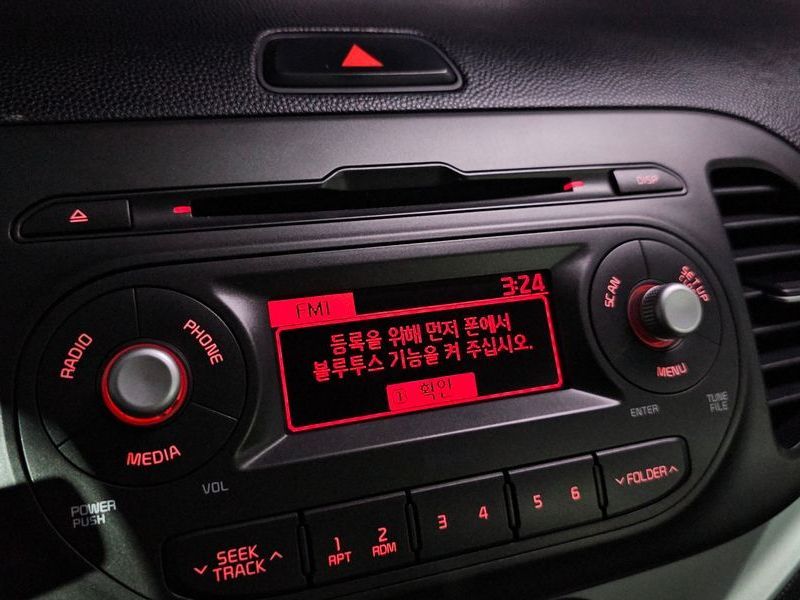 DISP
3:24
FM1
등록을 위해 먼저 폰에서
블루투스 기능을 켜 주십시오.
1 확인
RADIO
PHONE
MEDIA
SCAN
SETUP
MENU
VOL
POWER
PUSH
ENTER
TUNE
FILE
SEEK
TRACK
1
RPT
2
RDM
3
4
5
6
FOLDER